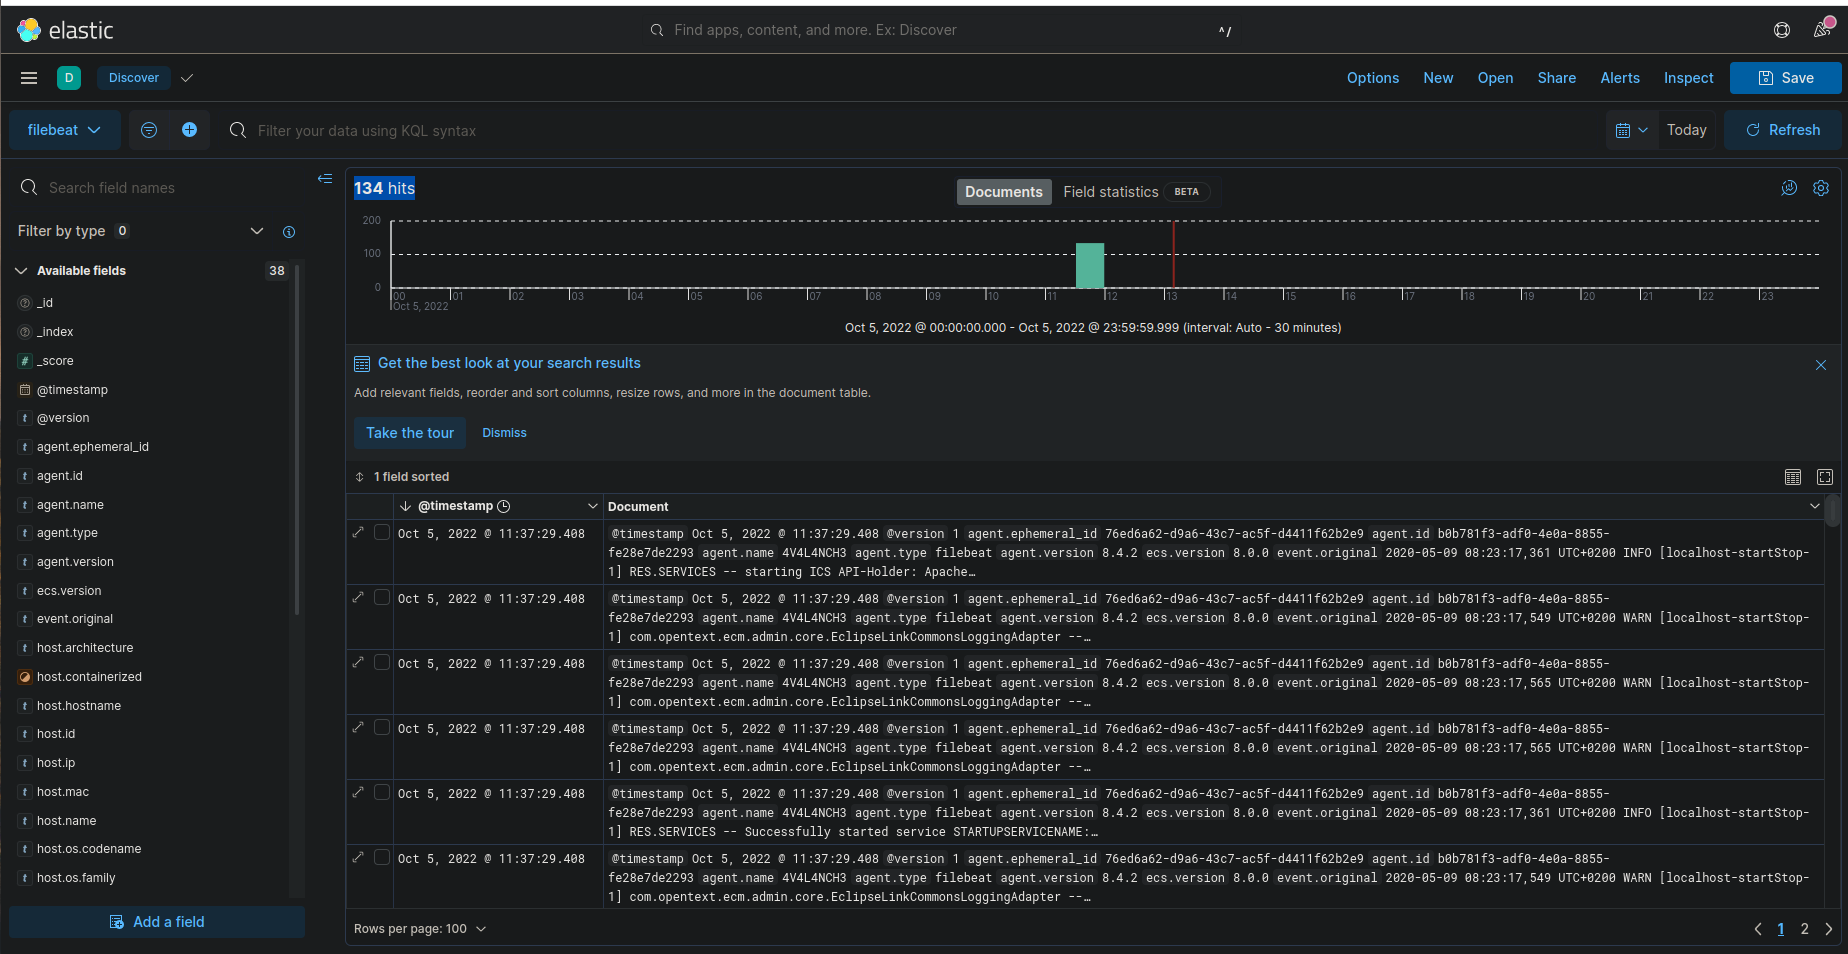 elastic
Find apps, content, and more. Ex: Discover
^/
D
Discover
Options
New
Open
Share
Alerts
Inspect
Save
filebeat
Filter your data using KQL syntax
Today
Refresh
Search field names
Filter by type 0
Available fields 38
_id
_index
_score
@timestamp
@version
agent.ephemeral_id
agent.id
agent.name
agent.type
agent.version
ecs.version
event.original
host.architecture
host.containerized
host.hostname
host.id
host.ip
host.mac
host.name
host.os.codename
host.os.family
Add a field
134 hits
Documents
Field statistics BETA
200
100
0
00 01 02 03 04 05 06 07 08 09 10 11 12 13 14 15 16 17 18 19 20 21 22 23
Oct 5, 2022
Oct 5, 2022 @ 00:00:00.000 - Oct 5, 2022 @ 23:59:59.999 (interval: Auto - 30 minutes)
Get the best look at your search results
Add relevant fields, reorder and sort columns, resize rows, and more in the document table.
Take the tour
Dismiss
1 field sorted
@timestamp
Document
Oct 5, 2022 @ 11:37:29.408
@timestamp Oct 5, 2022 @ 11:37:29.408 @version 1 agent.ephemeral_id 76ed6a62-d9a6-43c7-ac5f-d4411f62b2e9 agent.id b0b781f3-adf0-4e0a-8855-
fe28e7de2293 agent.name 4V4L4NCH3 agent.type filebeat agent.version 8.4.2 ecs.version 8.0.0 event.original 2020-05-09 08:23:17,361 UTC+0200 INFO [localhost-startStop-
1] RES.SERVICES -- starting ICS API-Holder: Apache…
Oct 5, 2022 @ 11:37:29.408
@timestamp Oct 5, 2022 @ 11:37:29.408 @version 1 agent.ephemeral_id 76ed6a62-d9a6-43c7-ac5f-d4411f62b2e9 agent.id b0b781f3-adf0-4e0a-8855-
fe28e7de2293 agent.name 4V4L4NCH3 agent.type filebeat agent.version 8.4.2 ecs.version 8.0.0 event.original 2020-05-09 08:23:17,549 UTC+0200 WARN [localhost-startStop-
1] com.opentext.ecm.admin.core.EclipseLinkCommonsLoggingAdapter --…
Oct 5, 2022 @ 11:37:29.408
@timestamp Oct 5, 2022 @ 11:37:29.408 @version 1 agent.ephemeral_id 76ed6a62-d9a6-43c7-ac5f-d4411f62b2e9 agent.id b0b781f3-adf0-4e0a-8855-
fe28e7de2293 agent.name 4V4L4NCH3 agent.type filebeat agent.version 8.4.2 ecs.version 8.0.0 event.original 2020-05-09 08:23:17,565 UTC+0200 WARN [localhost-startStop-
1] com.opentext.ecm.admin.core.EclipseLinkCommonsLoggingAdapter --…
Oct 5, 2022 @ 11:37:29.408
@timestamp Oct 5, 2022 @ 11:37:29.408 @version 1 agent.ephemeral_id 76ed6a62-d9a6-43c7-ac5f-d4411f62b2e9 agent.id b0b781f3-adf0-4e0a-8855-
fe28e7de2293 agent.name 4V4L4NCH3 agent.type filebeat agent.version 8.4.2 ecs.version 8.0.0 event.original 2020-05-09 08:23:17,565 UTC+0200 WARN [localhost-startStop-
1] com.opentext.ecm.admin.core.EclipseLinkCommonsLoggingAdapter --…
Oct 5, 2022 @ 11:37:29.408
@timestamp Oct 5, 2022 @ 11:37:29.408 @version 1 agent.ephemeral_id 76ed6a62-d9a6-43c7-ac5f-d4411f62b2e9 agent.id b0b781f3-adf0-4e0a-8855-
fe28e7de2293 agent.name 4V4L4NCH3 agent.type filebeat agent.version 8.4.2 ecs.version 8.0.0 event.original 2020-05-09 08:23:17,361 UTC+0200 INFO [localhost-startStop-
1] RES.SERVICES -- Successfully started service STARTUPSERVICENAME:…
Oct 5, 2022 @ 11:37:29.408
@timestamp Oct 5, 2022 @ 11:37:29.408 @version 1 agent.ephemeral_id 76ed6a62-d9a6-43c7-ac5f-d4411f62b2e9 agent.id b0b781f3-adf0-4e0a-8855-
fe28e7de2293 agent.name 4V4L4NCH3 agent.type filebeat agent.version 8.4.2 ecs.version 8.0.0 event.original 2020-05-09 08:23:17,549 UTC+0200 WARN [localhost-startStop-
1] com.opentext.ecm.admin.core.EclipseLinkCommonsLoggingAdapter --…
Rows per page: 100
1 2